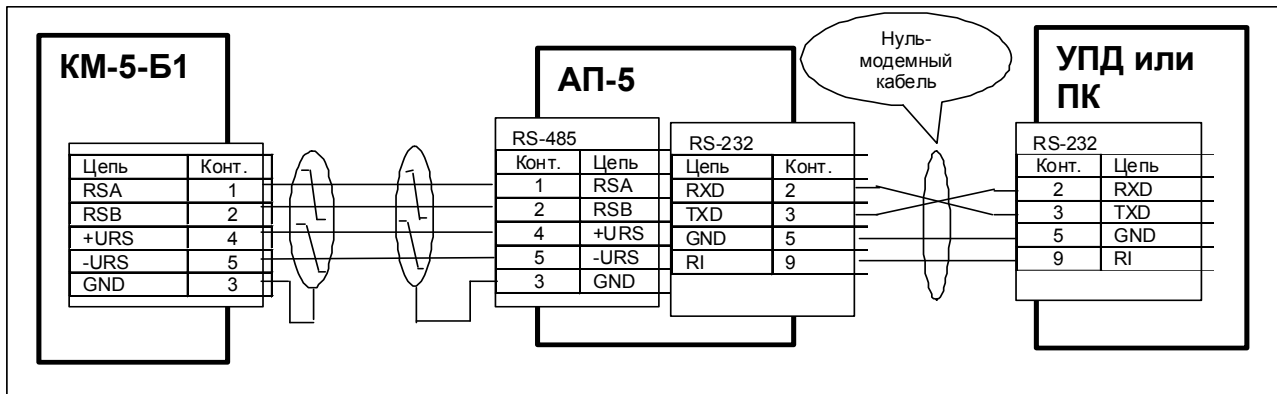 КМ-5-Б1
Цепь Конт.
RSA 1
RSB 2
+URS 4
-URS 5
GND 3
АП-5
RS-485
Конт. Цепь
1 RSA
2 RSB
4 +URS
5 -URS
3 GND
RS-232
Цепь Конт.
RXD 2
TXD 3
GND 5
RI 9
Нуль-
модемный
кабель
УПД или
ПК
RS-232
Конт. Цепь
2 RXD
3 TXD
5 GND
9 RI